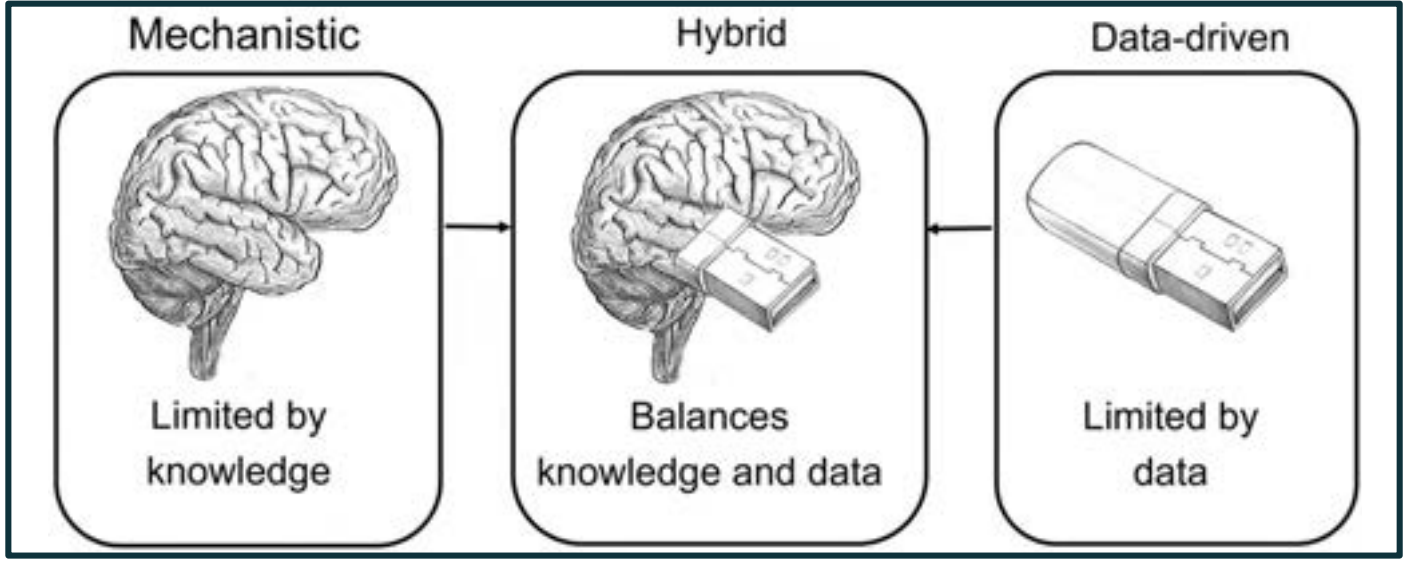 Mechanistic
Limited by
knowledge
Hybrid
Balances
knowledge and data
Data-driven
Limited by
data